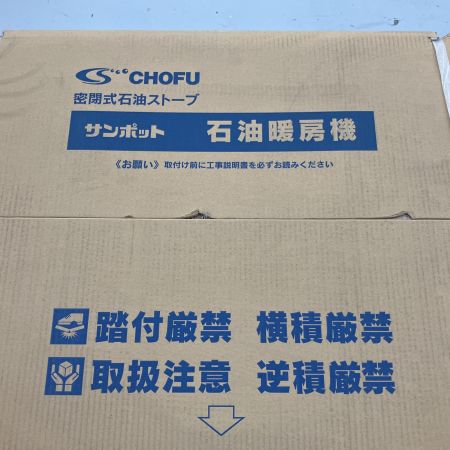 CHOFU
密閉式石油ストーブ
サンポット 石油暖房機
《お願い》取付け前に工事説明書を必ずお読みください
踏付厳禁 横積厳禁
取扱注意 逆積厳禁